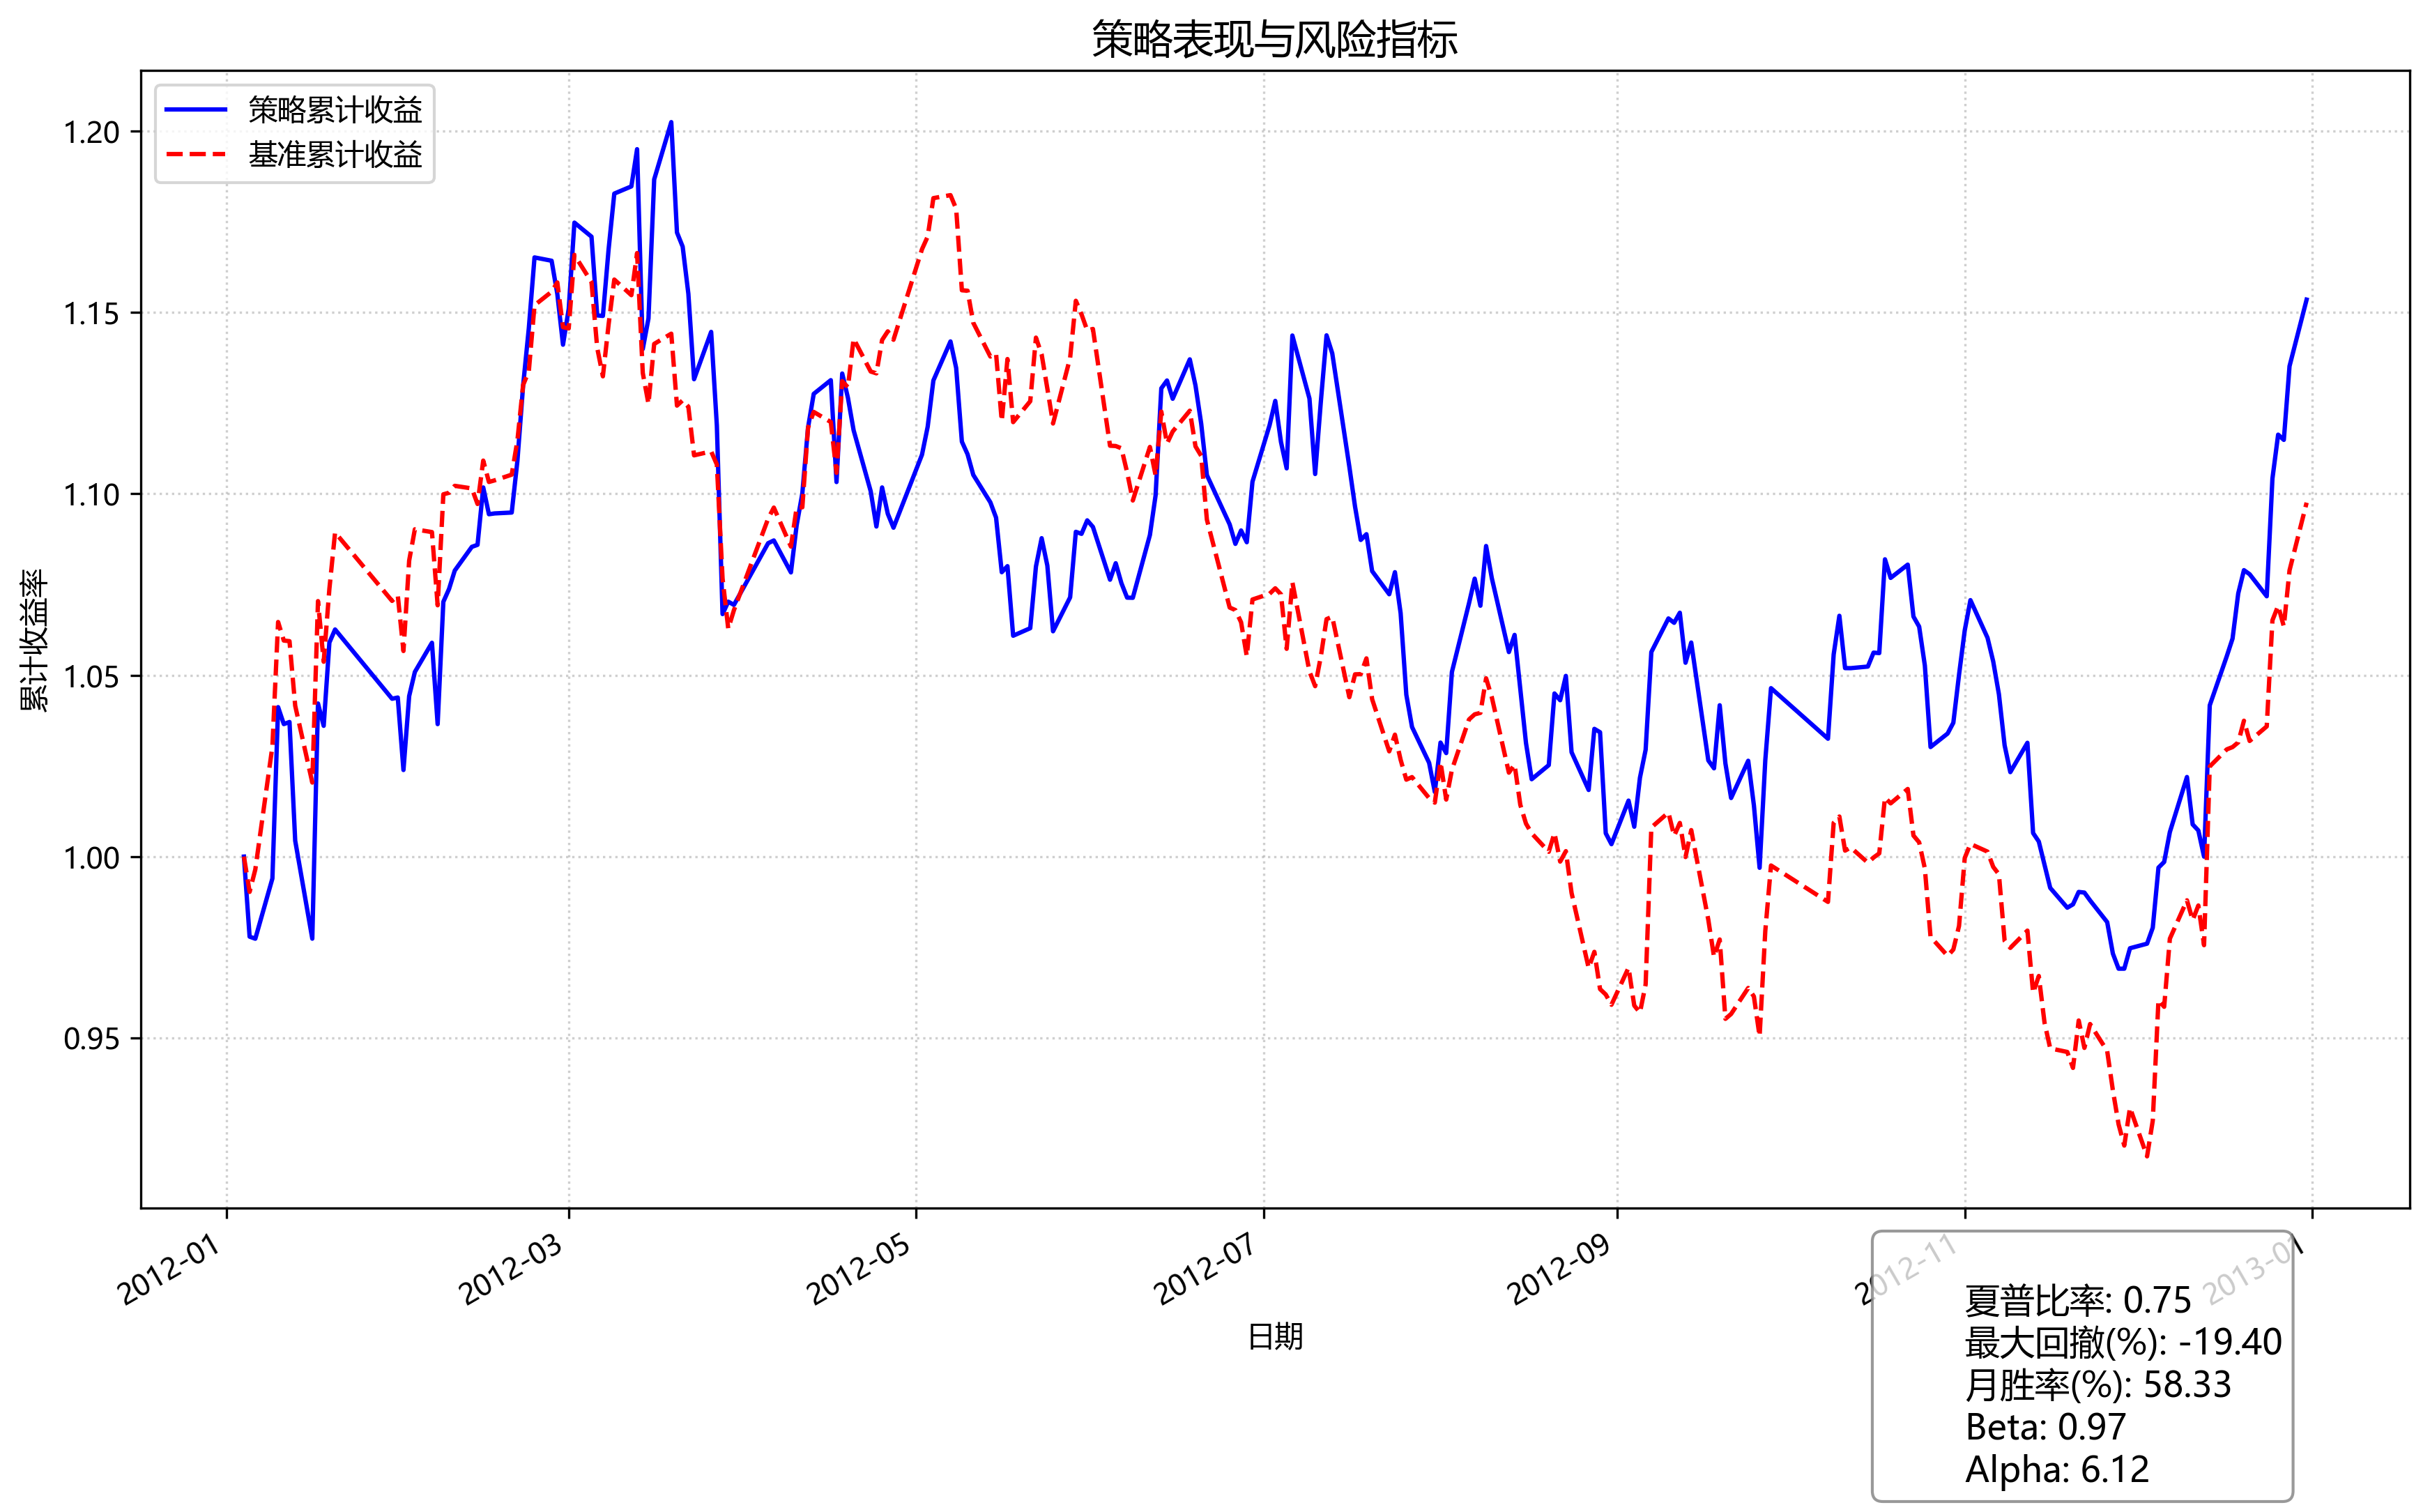 策略表现与风险指标
策略累计收益
基准累计收益
1.20
1.15
1.10
1.05
1.00
0.95
累计收益率
2012-01
2012-03
2012-05
2012-07
2012-09
2012-11
2013-01
日期
夏普比率: 0.75
最大回撤(%): -19.40
月胜率(%): 58.33
Beta: 0.97
Alpha: 6.12